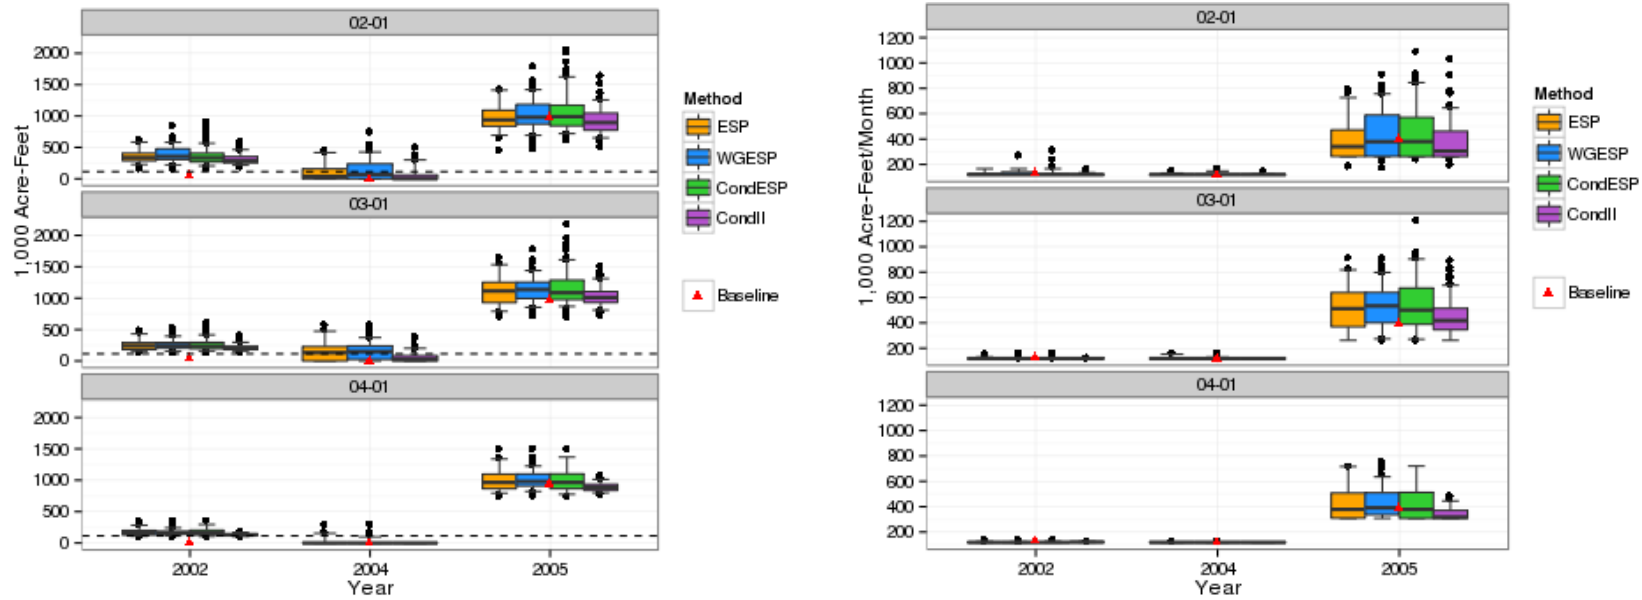 02-01
2000
1500
1000
500
0
03-01
2000
1500
1000
500
0
04-01
2000
1500
1000
500
0
1,000 Acre-Feet
2002 2004 2005
Year
Method
ESP
WGESP
CondESP
CondII
Baseline
02-01
1200
1000
800
600
400
200
03-01
1200
1000
800
600
400
200
04-01
1200
1000
800
600
400
200
1,000 Acre-Feet/Month
2002 2004 2005
Year
Method
ESP
WGESP
CondESP
CondII
Baseline